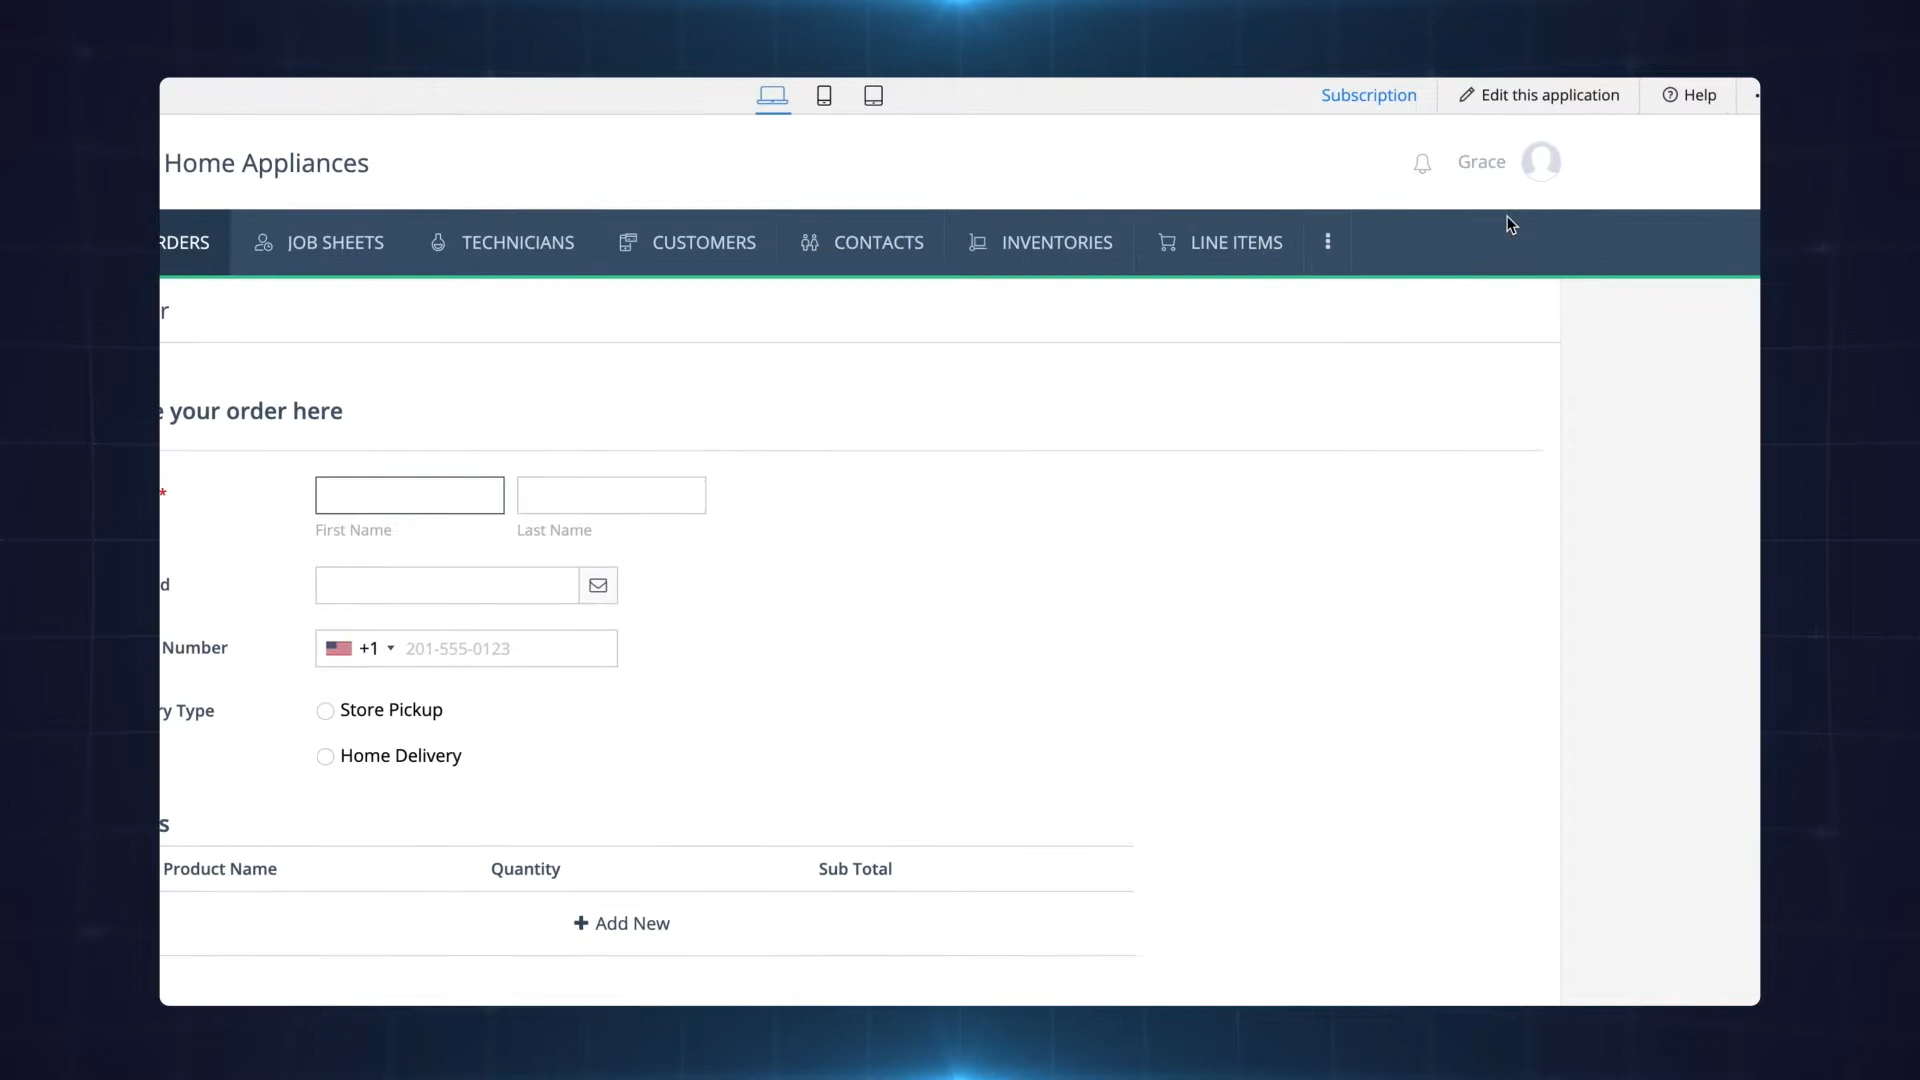 Subscription Edit this application Help
Home Appliances Grace
RDERS JOB SHEETS TECHNICIANS CUSTOMERS CONTACTS INVENTORIES LINE ITEMS
r
e your order here
*
First Name Last Name
d
Number +1 201-555-0123
ry Type Store Pickup
Home Delivery
s
Product Name Quantity Sub Total
+ Add New